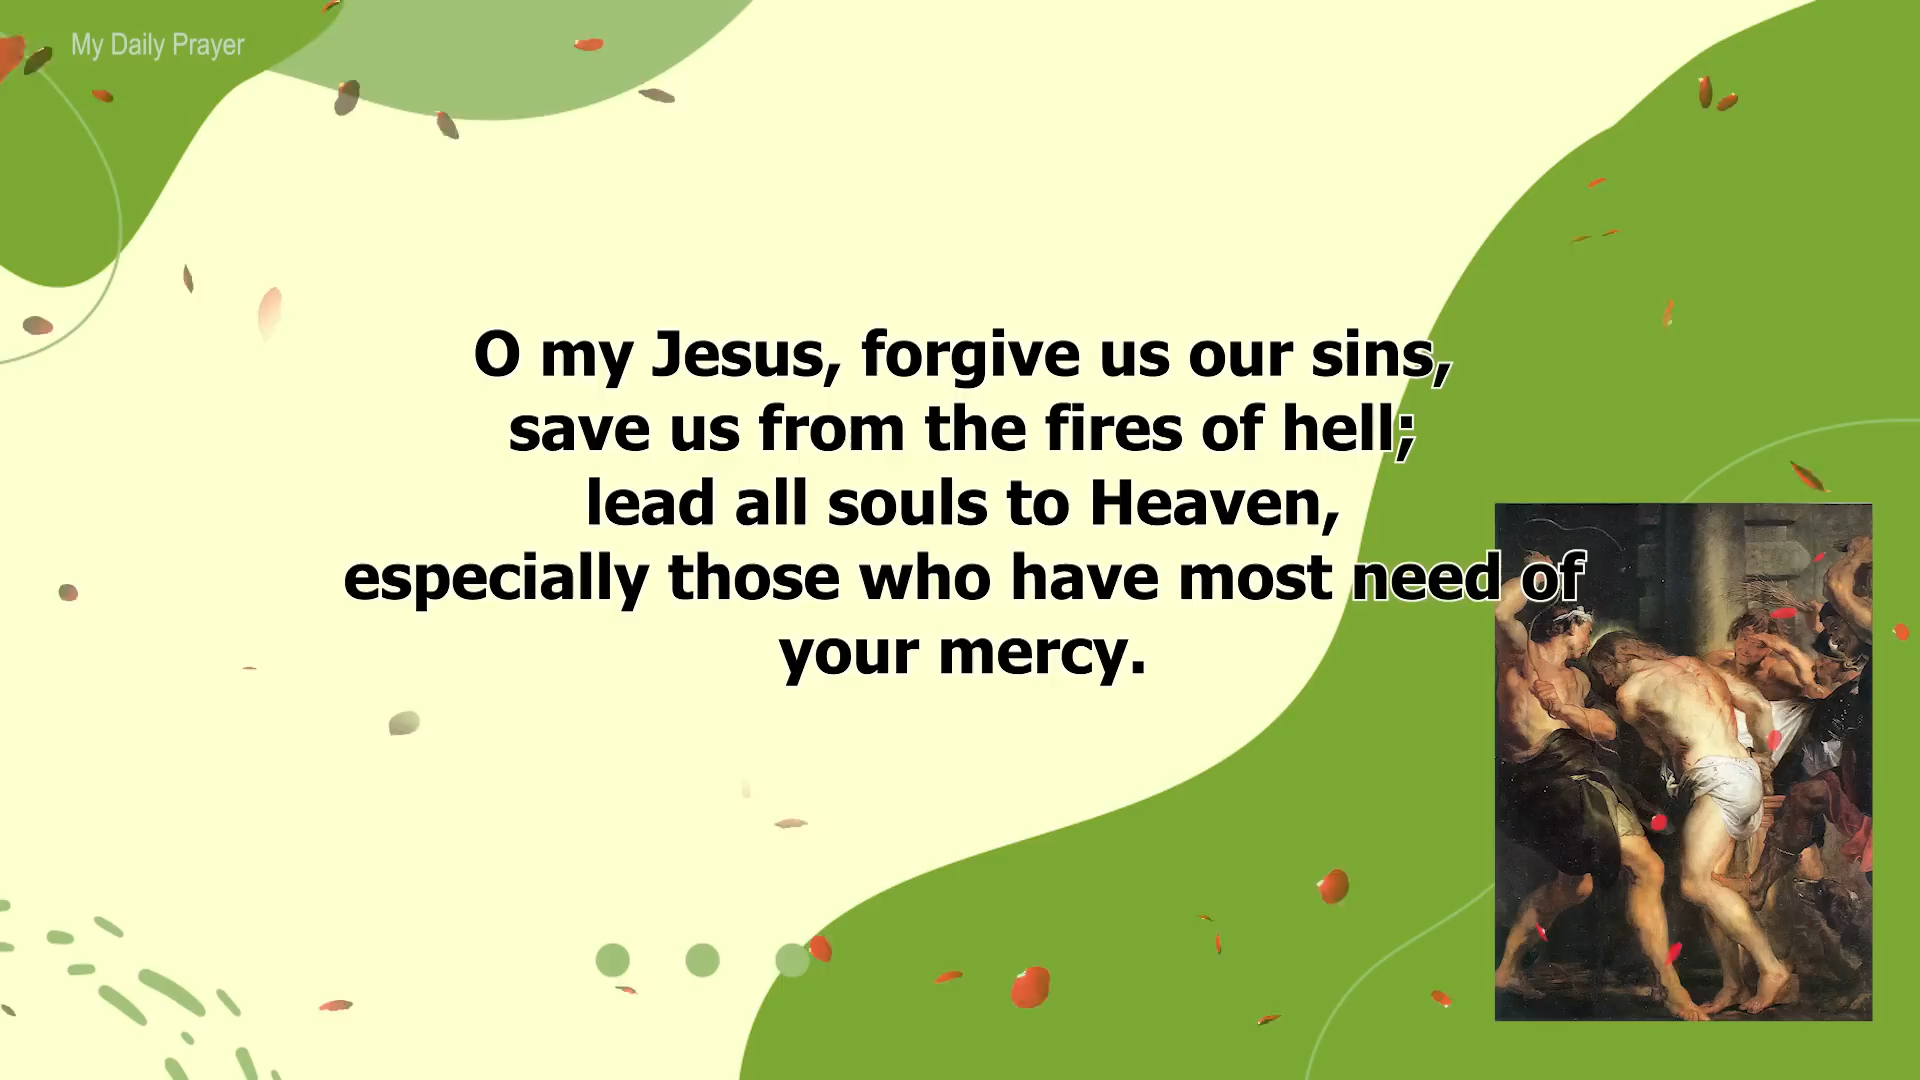 My Daily Prayer
O my Jesus, forgive us our sins,
save us from the fires of hell;
lead all souls to Heaven,
especially those who have most need of
your mercy.